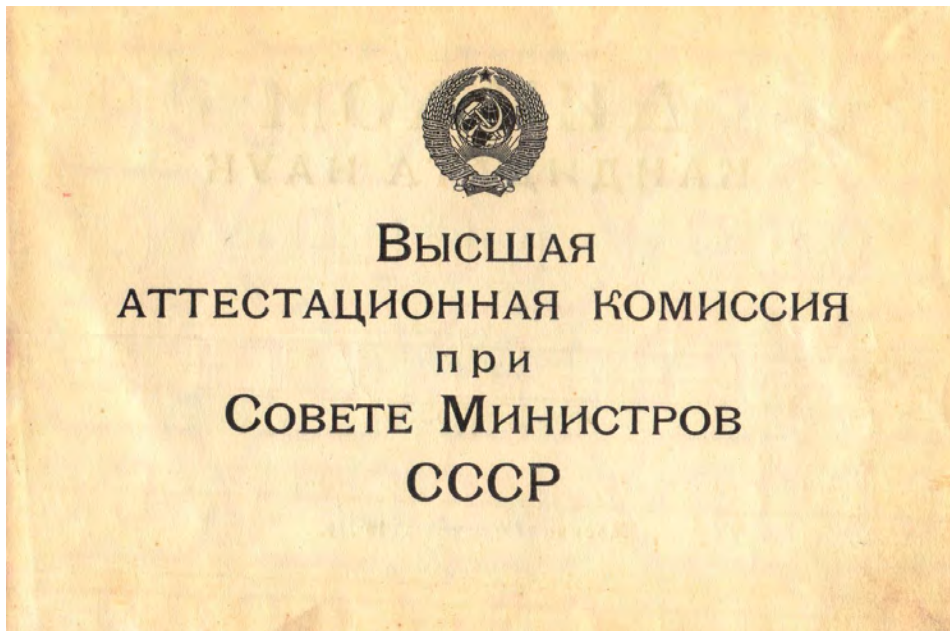 Высшая
аттестационная комиссия
при
Совете Министров
СССР